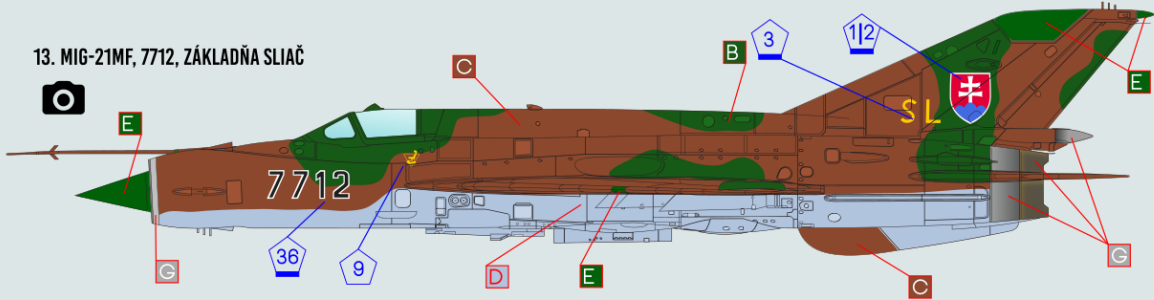 13. MIG-21MF, 7712, ZÁKLADŇA SLIAČ
3
1|2
B
C
E
E
E
SL
7712
G
36
9
D
E
C
G